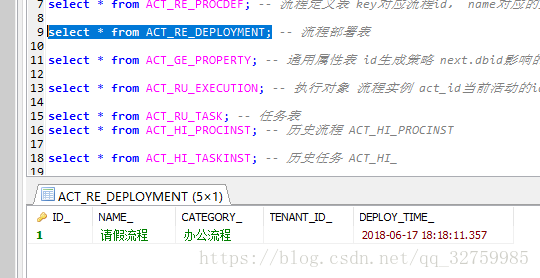 7 select * from ACT_RE_PROCDEF; -- 流程定义表 key对应流程id， name对应的
8
9 select * from ACT_RE_DEPLOYMENT; -- 流程部署表
10
11 select * from ACT_GE_PROPERTY; -- 通用属性表 id生成策略 next.dbid影响的
12
13 select * from ACT_RU_EXECUTION; -- 执行对象 流程实例 act_id当前活动的id
14
15 select * from ACT_RU_TASK; -- 任务表
16 select * from ACT_HI_PROCINST; -- 历史流程 ACT_HI_PROCINST
17
18 select * from ACT_HI_TASKINST; -- 历史任务 ACT_HI_
19
ACT_RE_DEPLOYMENT (5×1)
ID_ NAME_ CATEGORY_ TENANT_ID_ DEPLOY_TIME_
1 请假流程 办公流程 2018-06-17 18:18:11.357
https://blog.csdn.net/qq_32759985